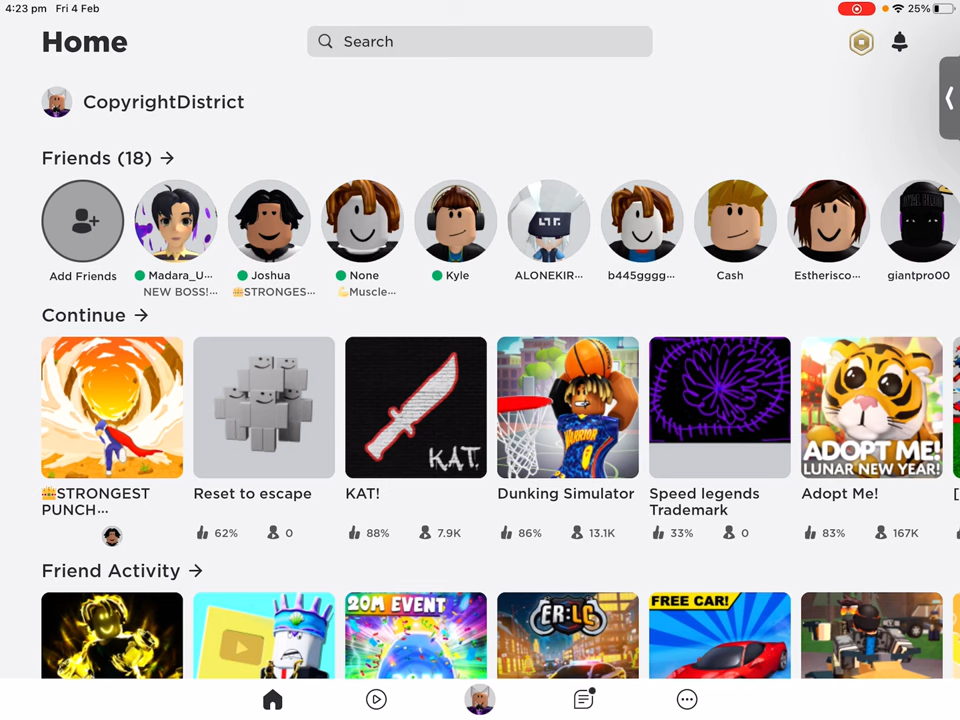 4:23 pm Fri 4 Feb
25%
Home
Search
CopyrightDistrict
Friends (18) →
Add Friends
Madara_U···
NEW BOSS!···
Joshua
👑STRONGES···
None
💪Muscle···
Kyle
ALONEKIR···
b445gggg···
Cash
Estherisco···
giantpro00
Continue →
KAT.
ADOPT ME!
LUNAR NEW YEAR!
👑STRONGEST
PUNCH···
Reset to escape
62% 0
KAT!
88% 7.9K
Dunking Simulator
86% 13.1K
Speed legends
Trademark
33% 0
Adopt Me!
83% 167K
[
Friend Activity →
20M EVENT
ER:LC
FREE CAR!